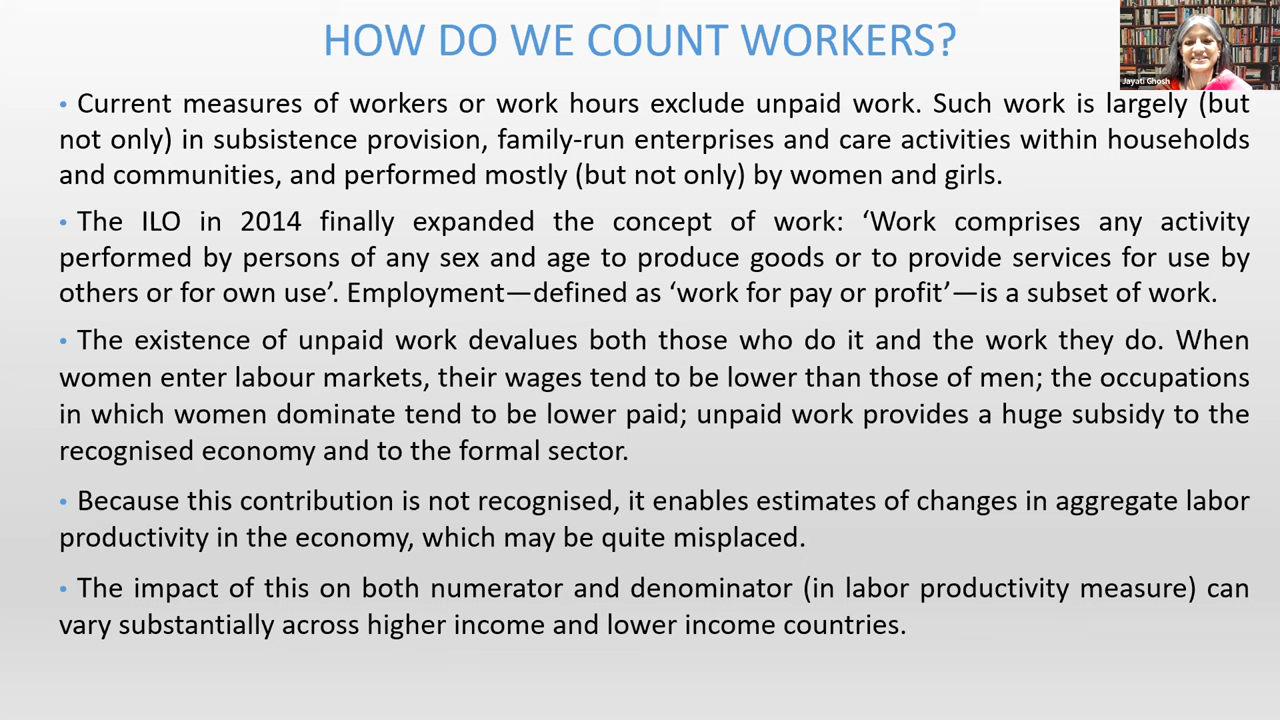 HOW DO WE COUNT WORKERS?
Jayati Ghosh
• Current measures of workers or work hours exclude unpaid work. Such work is largely (but
not only) in subsistence provision, family-run enterprises and care activities within households
and communities, and performed mostly (but not only) by women and girls.
• The ILO in 2014 finally expanded the concept of work: ‘Work comprises any activity
performed by persons of any sex and age to produce goods or to provide services for use by
others or for own use’. Employment—defined as ‘work for pay or profit’—is a subset of work.
• The existence of unpaid work devalues both those who do it and the work they do. When
women enter labour markets, their wages tend to be lower than those of men; the occupations
in which women dominate tend to be lower paid; unpaid work provides a huge subsidy to the
recognised economy and to the formal sector.
• Because this contribution is not recognised, it enables estimates of changes in aggregate labor
productivity in the economy, which may be quite misplaced.
• The impact of this on both numerator and denominator (in labor productivity measure) can
vary substantially across higher income and lower income countries.